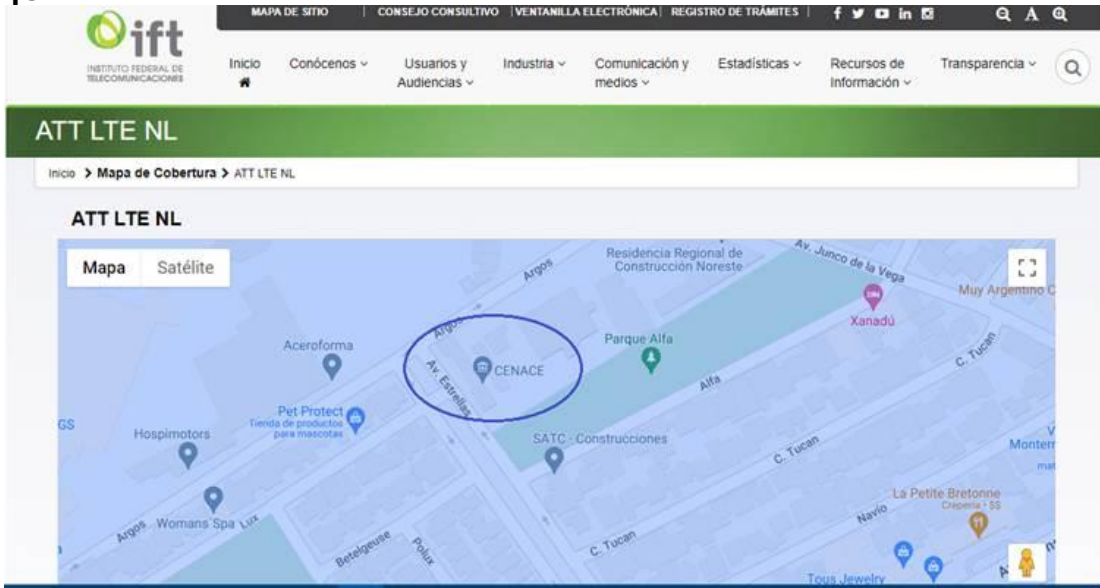 MAPA DE SITIO | CONSEJO CONSULTIVO | VENTANILLA ELECTRÓNICA | REGISTRO DE TRÁMITES |
ift
INSTITUTO FEDERAL DE
TELECOMUNICACIONES
Inicio
Conócenos
Usuarios y
Audiencias
Industria
Comunicación y
medios
Estadísticas
Recursos de
Información
Transparencia
ATT LTE NL
Inicio > Mapa de Cobertura > ATT LTE NL
ATT LTE NL
Mapa Satélite
Residencia Regional de
Construcción Noreste
Av. Junco de la Vega
Argos
Muy Argentino C
Xanadú
Argos
Parque Alfa
Aceroforma
C. Tucan
CENACE
Av. Estrellas
Alfa
Pet Protect
Tienda de productos
para mascotas
GS
Hospimotors
SATC - Construcciones
C. Tucan
Monterr
mat
La Petite Bretonne
Crepería · $$
Navío
Womans Spa
Lux
Argos
Betelgeuse
Polux
C. Tucan
Tous Jewelry